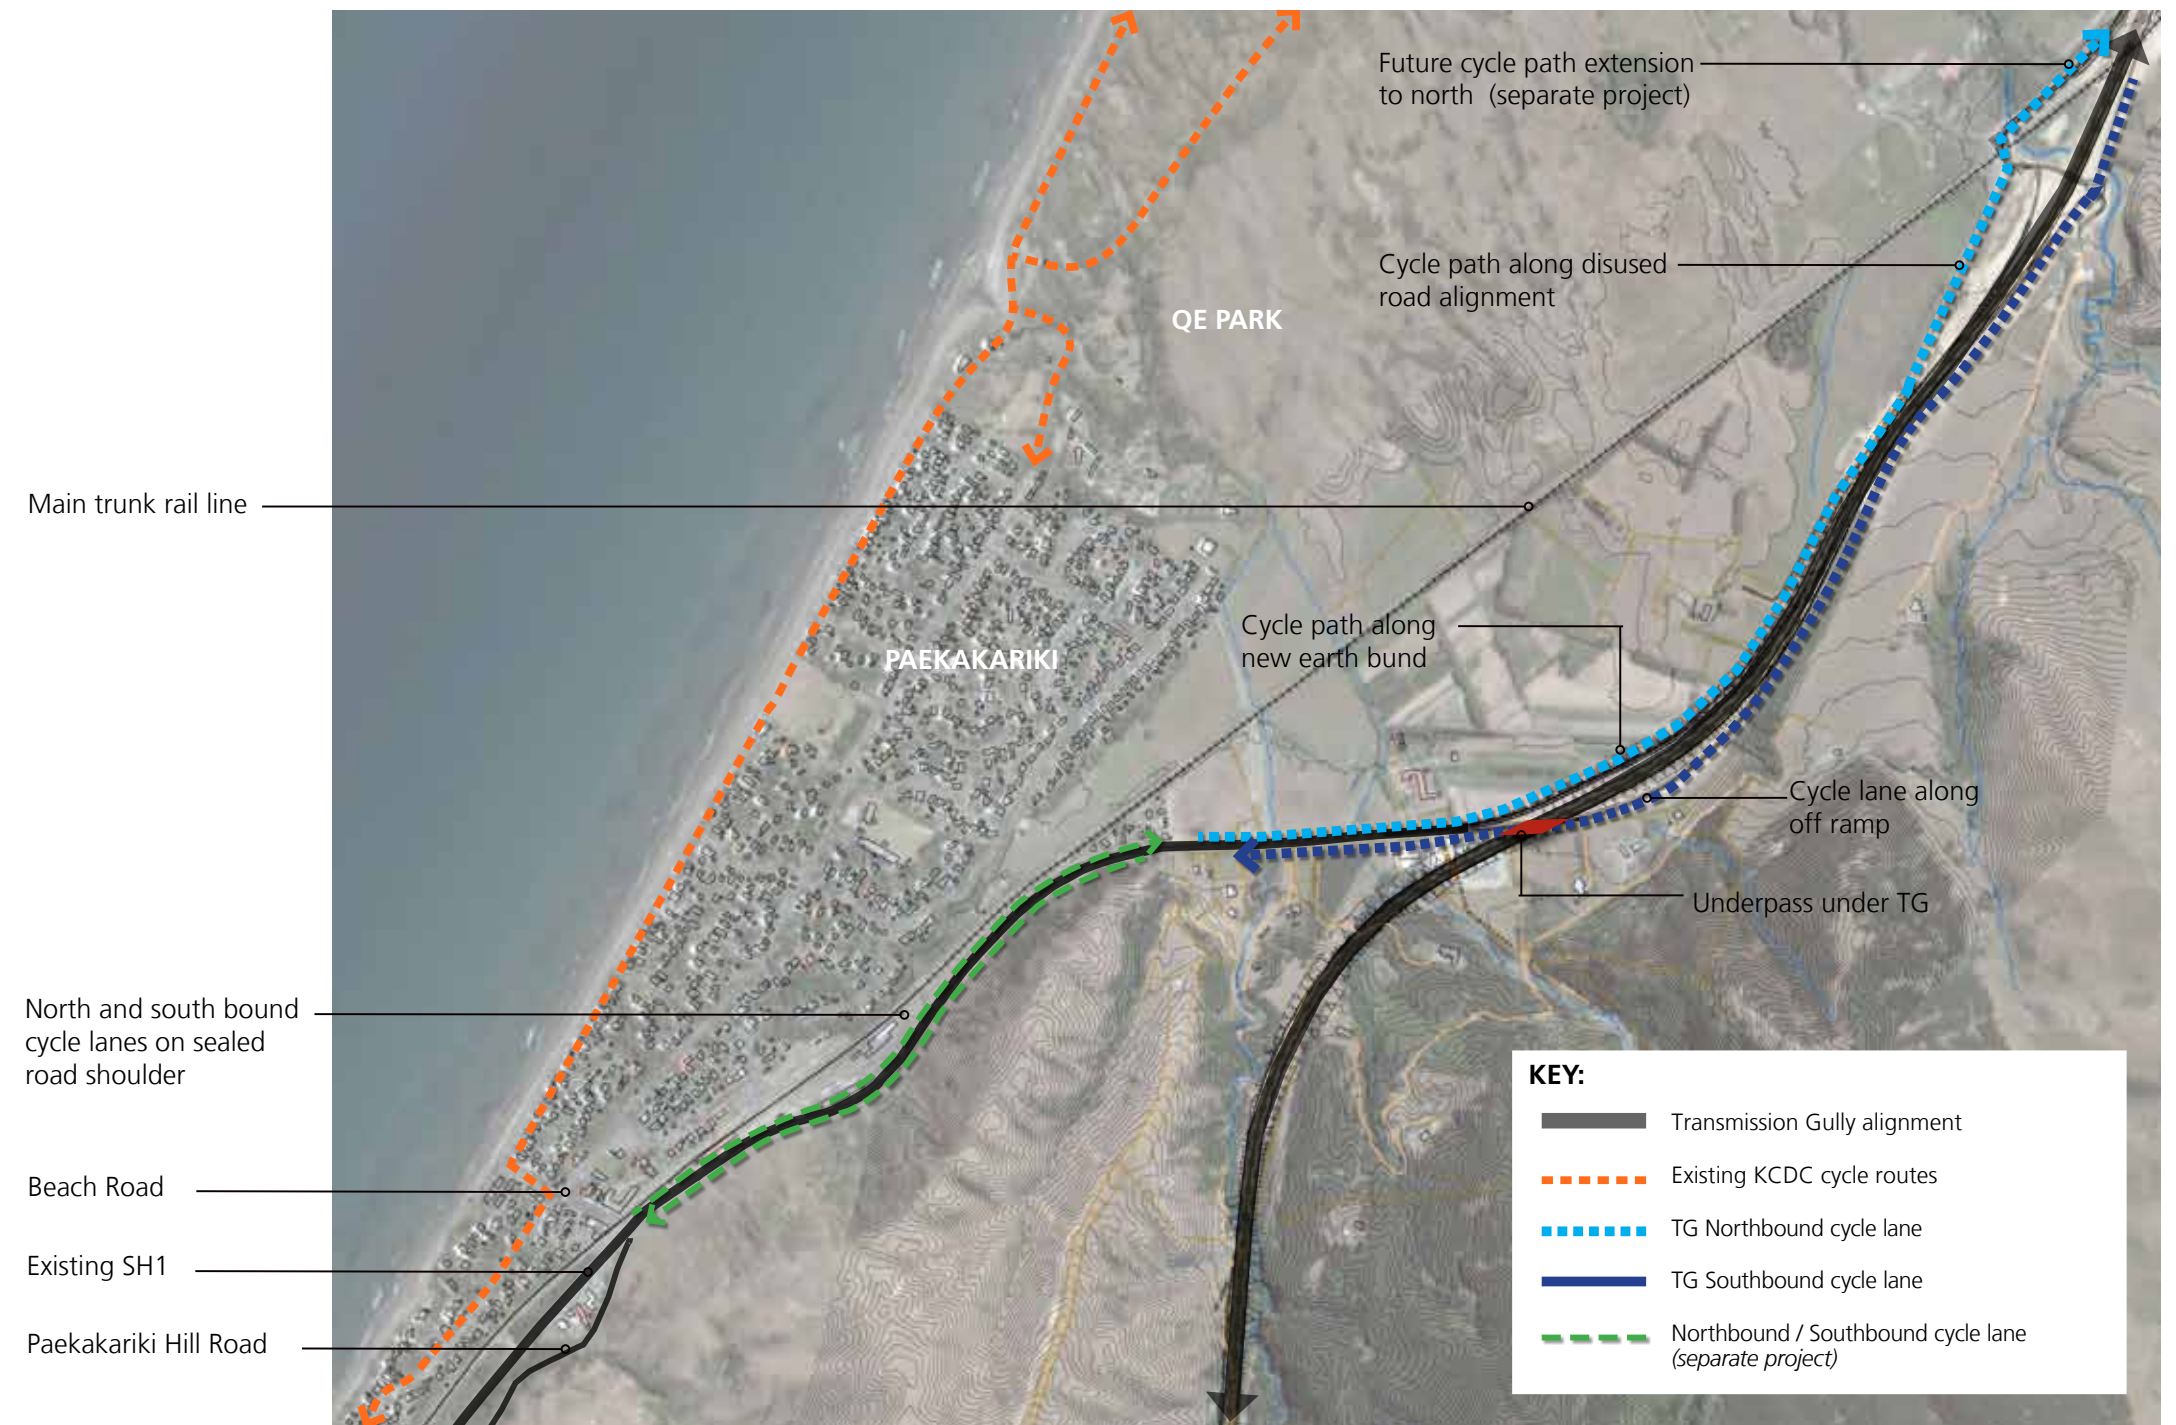 Future cycle path extension
to north (separate project)
Cycle path along disused
road alignment
QE PARK
Main trunk rail line
Cycle path along
new earth bund
PAEKAKARIKI
Cycle lane along
off ramp
Underpass under TG
North and south bound
cycle lanes on sealed
road shoulder
Beach Road
Existing SH1
Paekakariki Hill Road
KEY:
Transmission Gully alignment
Existing KCDC cycle routes
TG Northbound cycle lane
TG Southbound cycle lane
Northbound / Southbound cycle lane
(separate project)